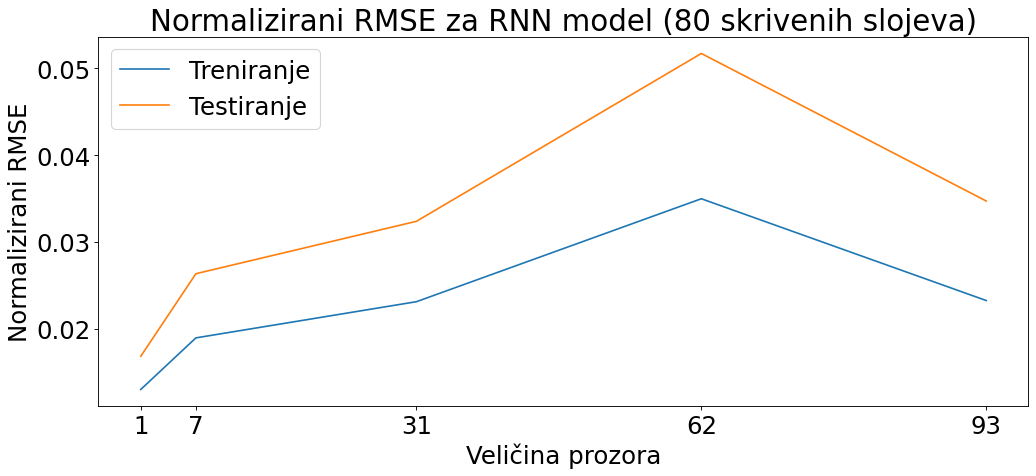 Normalizirani RMSE za RNN model (80 skrivenih slojeva)
Treniranje
Testiranje
Normalizirani RMSE
0.05
0.04
0.03
0.02
1 7 31 62 93
Veličina prozora